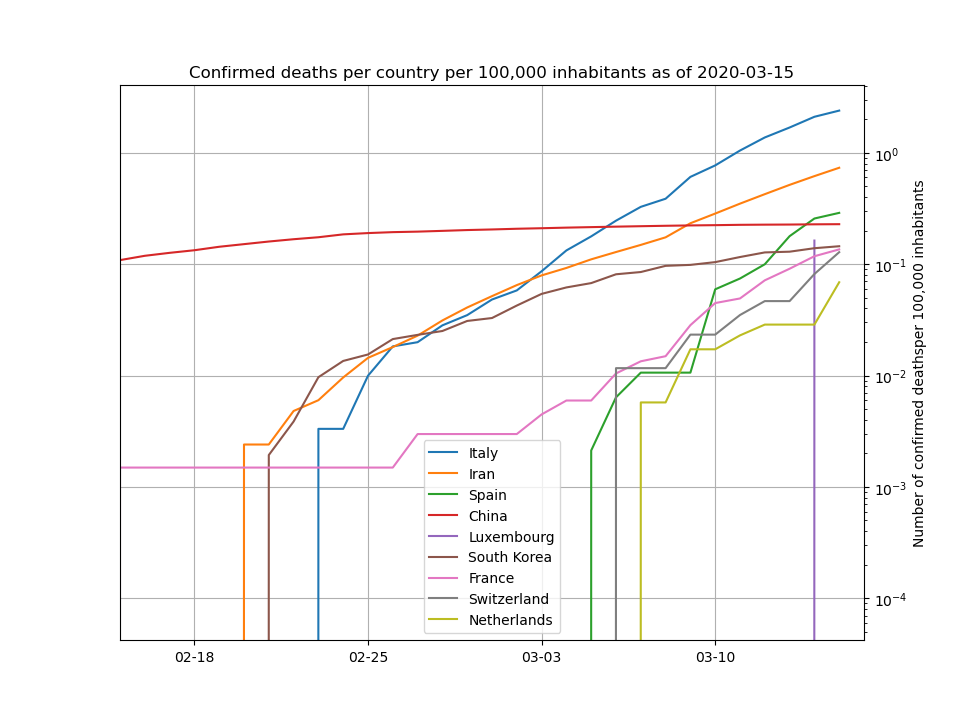 Confirmed deaths per country per 100,000 inhabitants as of 2020-03-15
10⁰
10⁻¹
10⁻²
10⁻³
10⁻⁴
Number of confirmed deathsper 100,000 inhabitants
Italy
Iran
Spain
China
Luxembourg
South Korea
France
Switzerland
Netherlands
02-18 02-25 03-03 03-10